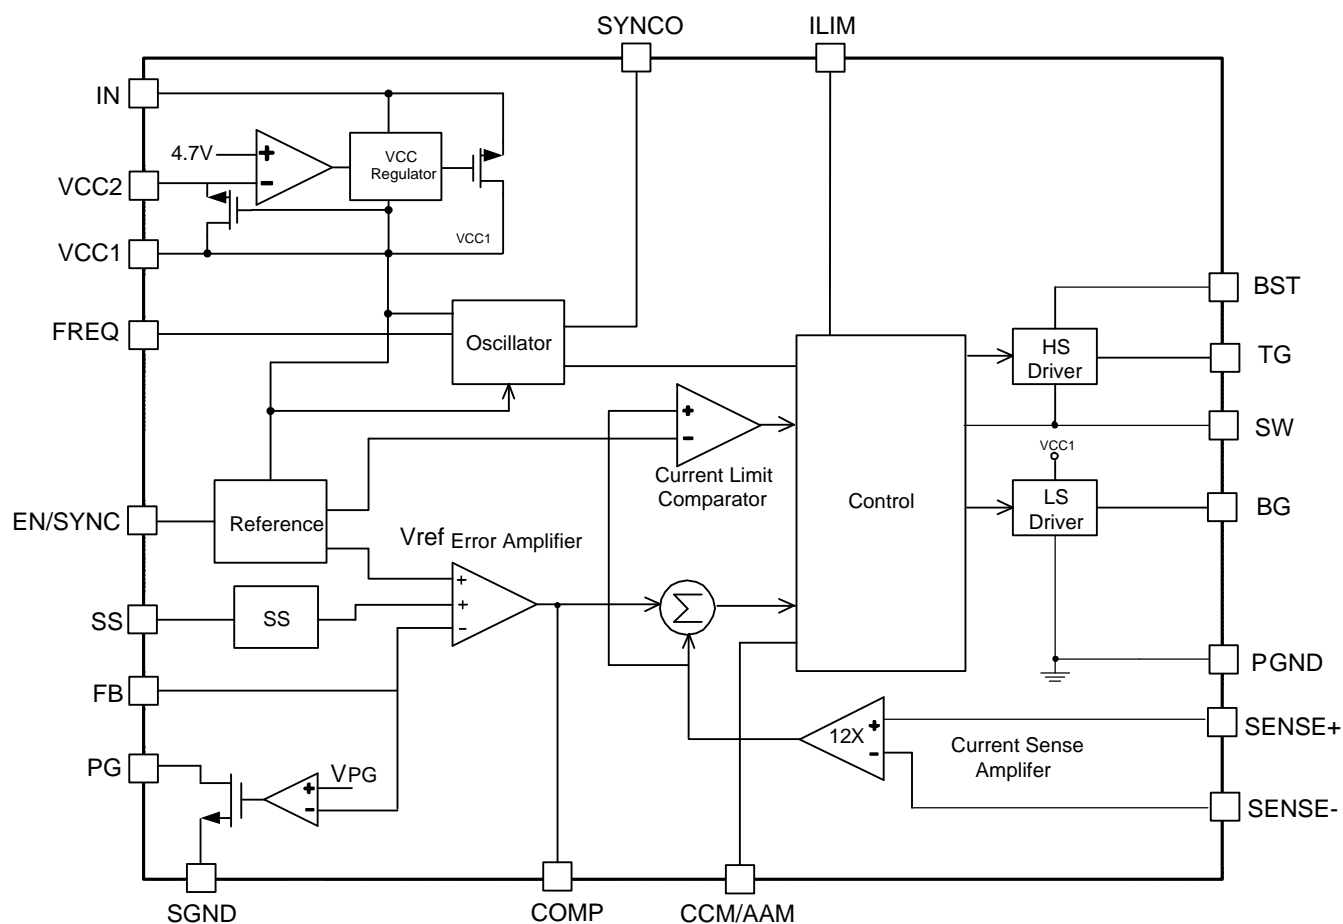 SYNCO
ILIM
IN
4.7V
+
-
VCC
Regulator
VCC2
VCC1
VCC1
FREQ
Oscillator
BST
HS
Driver
TG
+
-
SW
VCC1
Current Limit
Comparator
Control
LS
Driver
BG
EN/SYNC
Reference
Vref Error Amplifier
+
+
-
SS
SS
Σ
FB
PGND
12X
+
-
SENSE+
Current Sense
Amplifer
PG
VPG
+
-
SENSE-
SGND
COMP
CCM/AAM